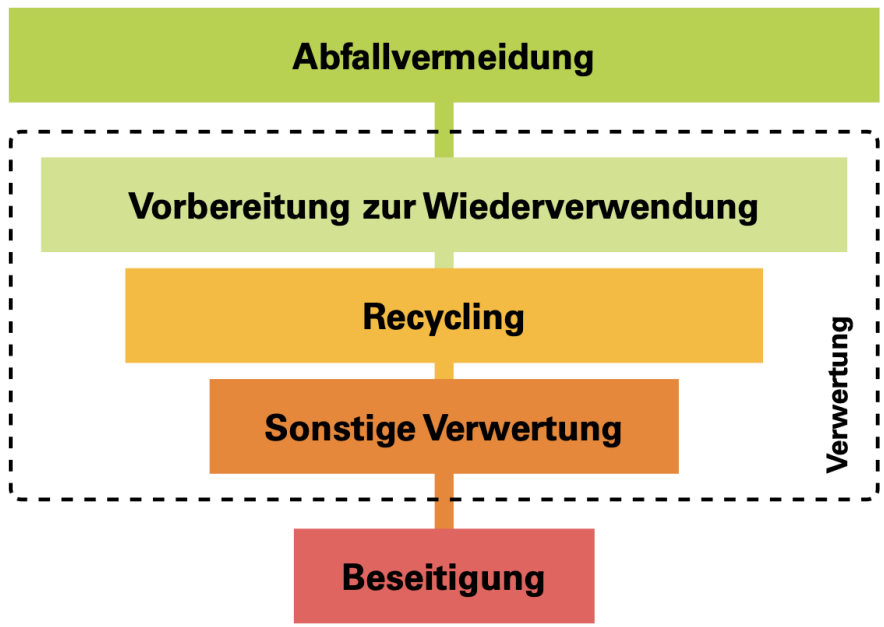 Abfallvermeidung
Vorbereitung zur Wiederverwendung
Recycling
Sonstige Verwertung
Verwertung
Beseitigung